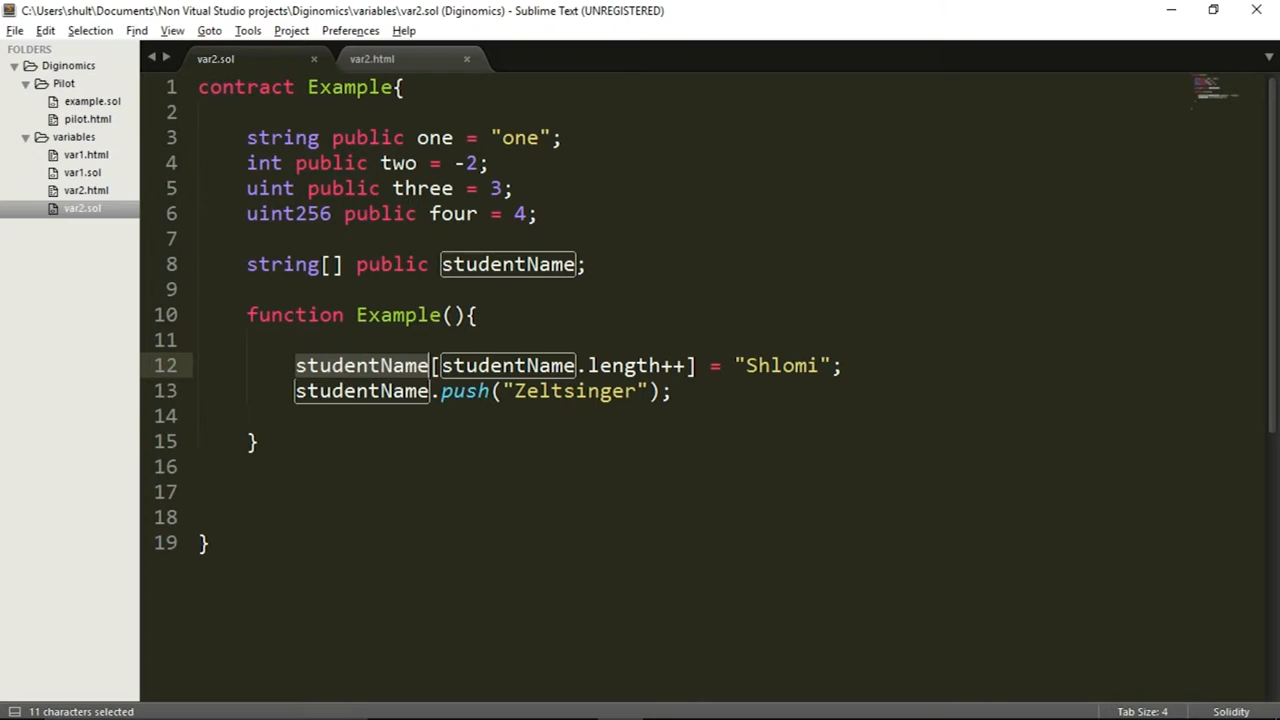 C:\Users\shult\Documents\Non Vitual Studio projects\Diginomics\variables\var2.sol (Diginomics) - Sublime Text (UNREGISTERED)
File Edit Selection Find View Goto Tools Project Preferences Help
FOLDERS
Diginomics
Pilot
example.sol
pilot.html
variables
var1.html
var1.sol
var2.html
var2.sol
var2.sol × var2.html ×
1 contract Example{
2
3 string public one = "one";
4 int public two = -2;
5 uint public three = 3;
6 uint256 public four = 4;
7
8 string[] public studentName;
9
10 function Example(){
11
12 studentName[studentName.length++] = "Shlomi";
13 studentName.push("Zeltsinger");
14
15 }
16
17
18
19 }
11 characters selected Tab Size: 4 Solidity